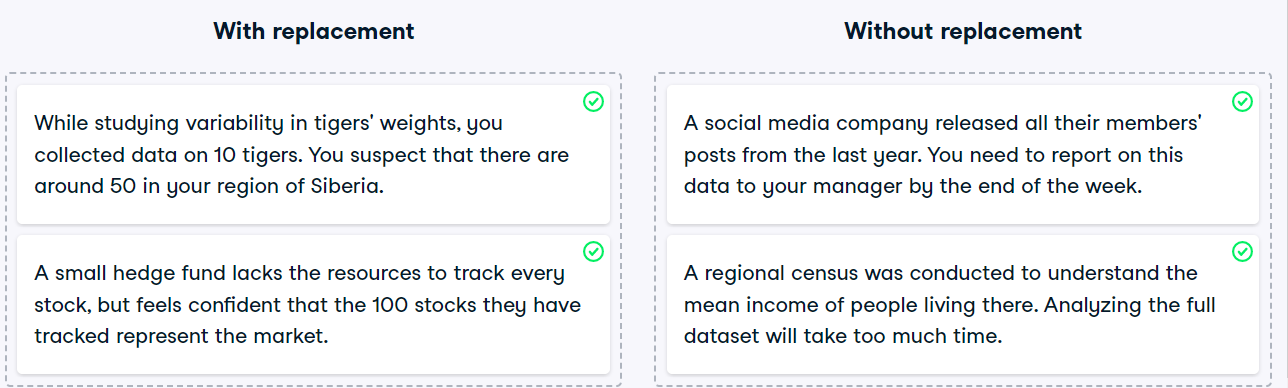 With replacement
While studying variability in tigers' weights, you
collected data on 10 tigers. You suspect that there are
around 50 in your region of Siberia.
A small hedge fund lacks the resources to track every
stock, but feels confident that the 100 stocks they have
tracked represent the market.
Without replacement
A social media company released all their members'
posts from the last year. You need to report on this
data to your manager by the end of the week.
A regional census was conducted to understand the
mean income of people living there. Analyzing the full
dataset will take too much time.